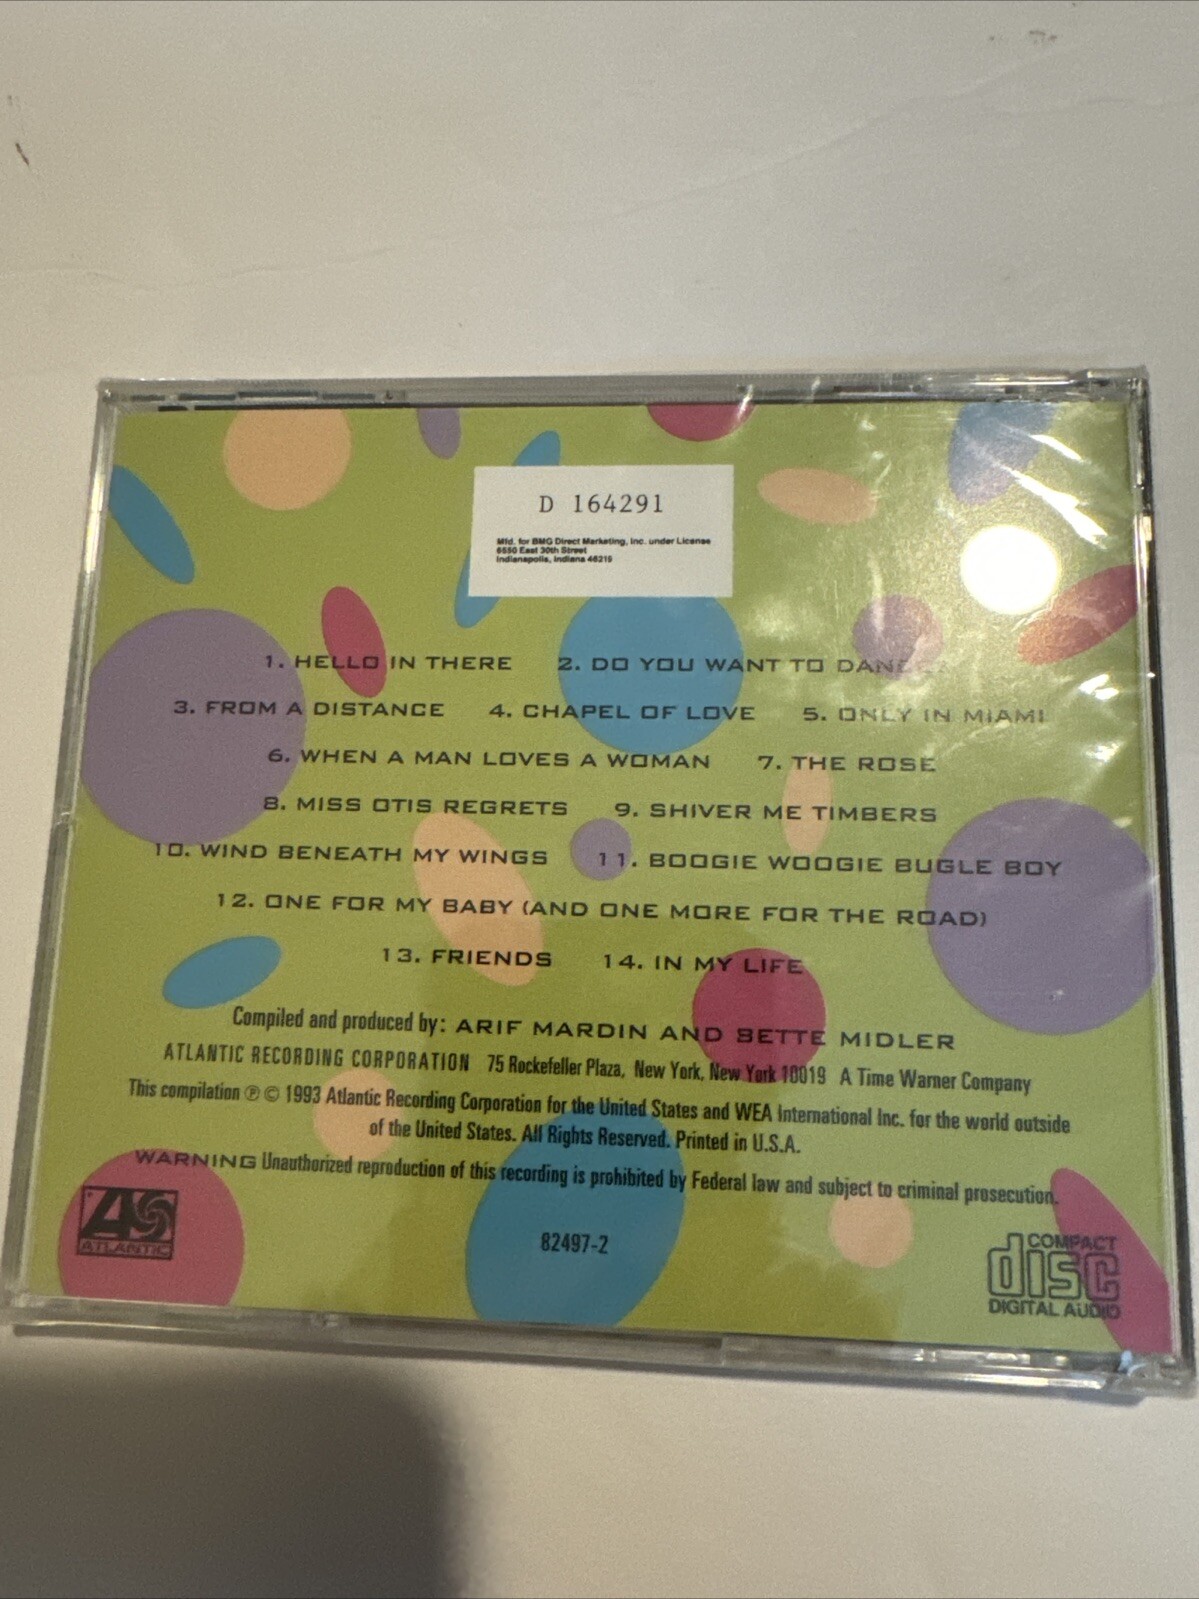 D 164291
Mfd. for BMG Direct Marketing, Inc. under License
6550 East 30th Street
Indianapolis, Indiana 46219
1. HELLO IN THERE 2. DO YOU WANT TO DANCE?
3. FROM A DISTANCE 4. CHAPEL OF LOVE 5. ONLY IN MIAMI
6. WHEN A MAN LOVES A WOMAN 7. THE ROSE
8. MISS OTIS REGRETS 9. SHIVER ME TIMBERS
10. WIND BENEATH MY WINGS 11. BOOGIE WOOGIE BUGLE BOY
12. ONE FOR MY BABY (AND ONE MORE FOR THE ROAD)
13. FRIENDS 14. IN MY LIFE
Compiled and produced by: ARIF MARDIN AND BETTE MIDLER
ATLANTIC RECORDING CORPORATION 75 Rockefeller Plaza, New York, New York 10019 A Time Warner Company
This compilation ℗ © 1993 Atlantic Recording Corporation for the United States and WEA International Inc. for the world outside
of the United States. All Rights Reserved. Printed in U.S.A.
WARNING Unauthorized reproduction of this recording is prohibited by Federal law and subject to criminal prosecution.
A
ATLANTIC
82497-2
COMPACT
disc
DIGITAL AUDIO